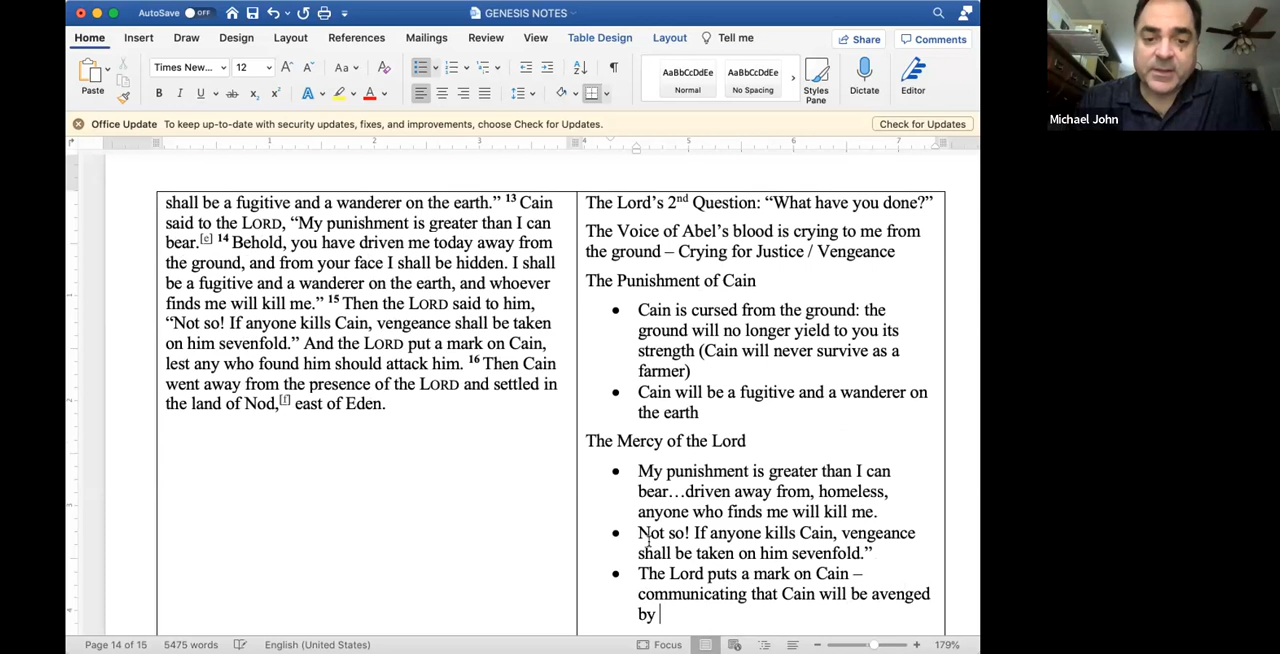 AutoSave OFF
GENESIS NOTES
Home Insert Draw Design Layout References Mailings Review View Table Design Layout Tell me
Share Comments
Paste
Times New... 12 Aa
B I U ab x₂ x² A A
AaBbCcDdEe AaBbCcDdEe
Normal No Spacing
Styles Pane
Dictate
Editor
Office Update To keep up-to-date with security updates, fixes, and improvements, choose Check for Updates. Check for Updates
1 2 3 4 5 6 7
shall be a fugitive and a wanderer on the earth.” 13 Cain
said to the LORD, “My punishment is greater than I can
bear.[e] 14 Behold, you have driven me today away from
the ground, and from your face I shall be hidden. I shall
be a fugitive and a wanderer on the earth, and whoever
finds me will kill me.” 15 Then the LORD said to him,
“Not so! If anyone kills Cain, vengeance shall be taken
on him sevenfold.” And the LORD put a mark on Cain,
lest any who found him should attack him. 16 Then Cain
went away from the presence of the LORD and settled in
the land of Nod,[f] east of Eden.
The Lord’s 2nd Question: “What have you done?”
The Voice of Abel’s blood is crying to me from
the ground – Crying for Justice / Vengeance
The Punishment of Cain
• Cain is cursed from the ground: the
ground will no longer yield to you its
strength (Cain will never survive as a
farmer)
• Cain will be a fugitive and a wanderer on
the earth
The Mercy of the Lord
• My punishment is greater than I can
bear…driven away from, homeless,
anyone who finds me will kill me.
• Not so! If anyone kills Cain, vengeance
shall be taken on him sevenfold.”
• The Lord puts a mark on Cain –
communicating that Cain will be avenged
by
Page 14 of 15 5475 words English (United States) Focus 179%
Michael John